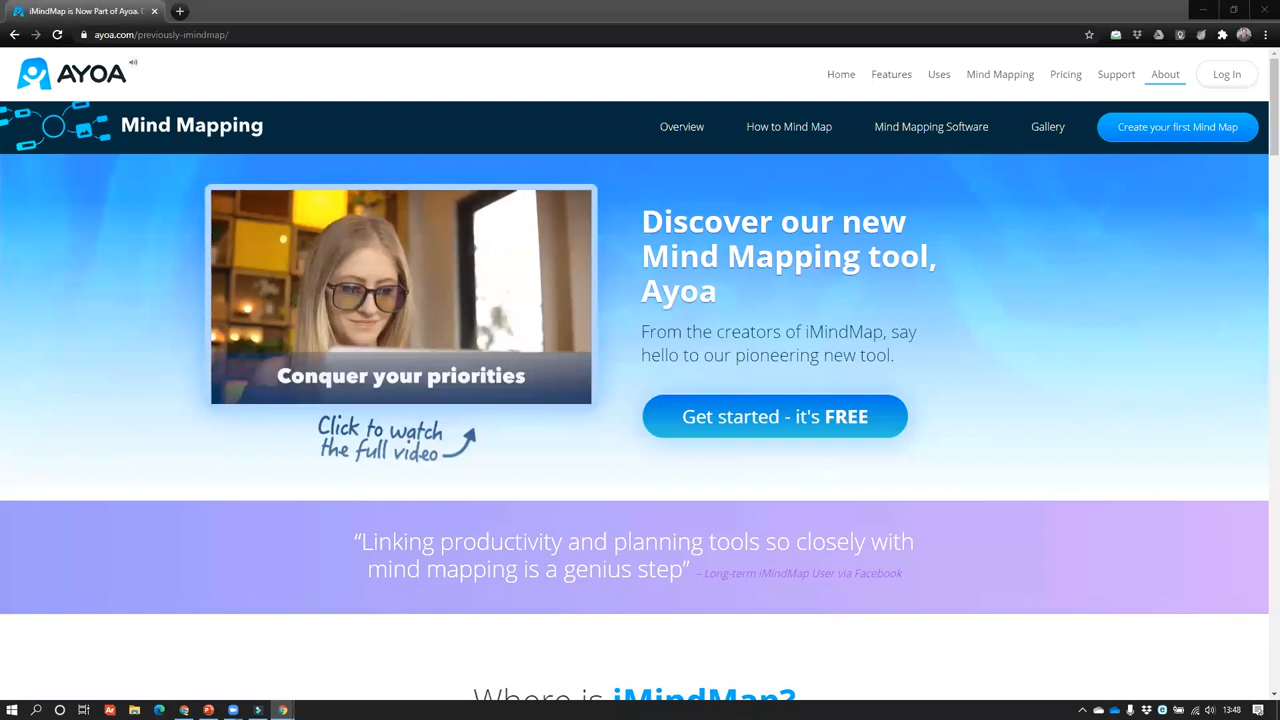 iMindMap is Now Part of Ayoa. D
ayoa.com/previously-imindmap/
AYOA
Home Features Uses Mind Mapping Pricing Support About Log In
Mind Mapping
Overview How to Mind Map Mind Mapping Software Gallery Create your first Mind Map
Conquer your priorities
Click to watch
the full video
Discover our new
Mind Mapping tool,
Ayoa
From the creators of iMindMap, say
hello to our pioneering new tool.
Get started - it's FREE
“Linking productivity and planning tools so closely with
mind mapping is a genius step” – Long-term iMindMap User via Facebook
Where is iMindMap?
Ar
13:48